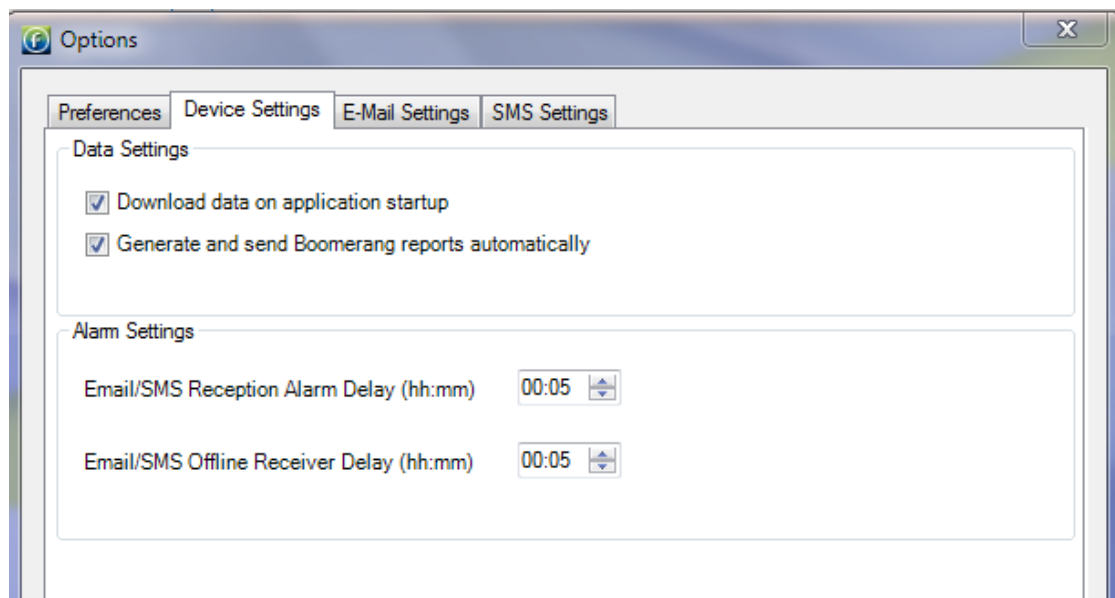 Options
Preferences Device Settings E-Mail Settings SMS Settings
Data Settings
Download data on application startup
Generate and send Boomerang reports automatically
Alarm Settings
Email/SMS Reception Alarm Delay (hh:mm) 00:05
Email/SMS Offline Receiver Delay (hh:mm) 00:05